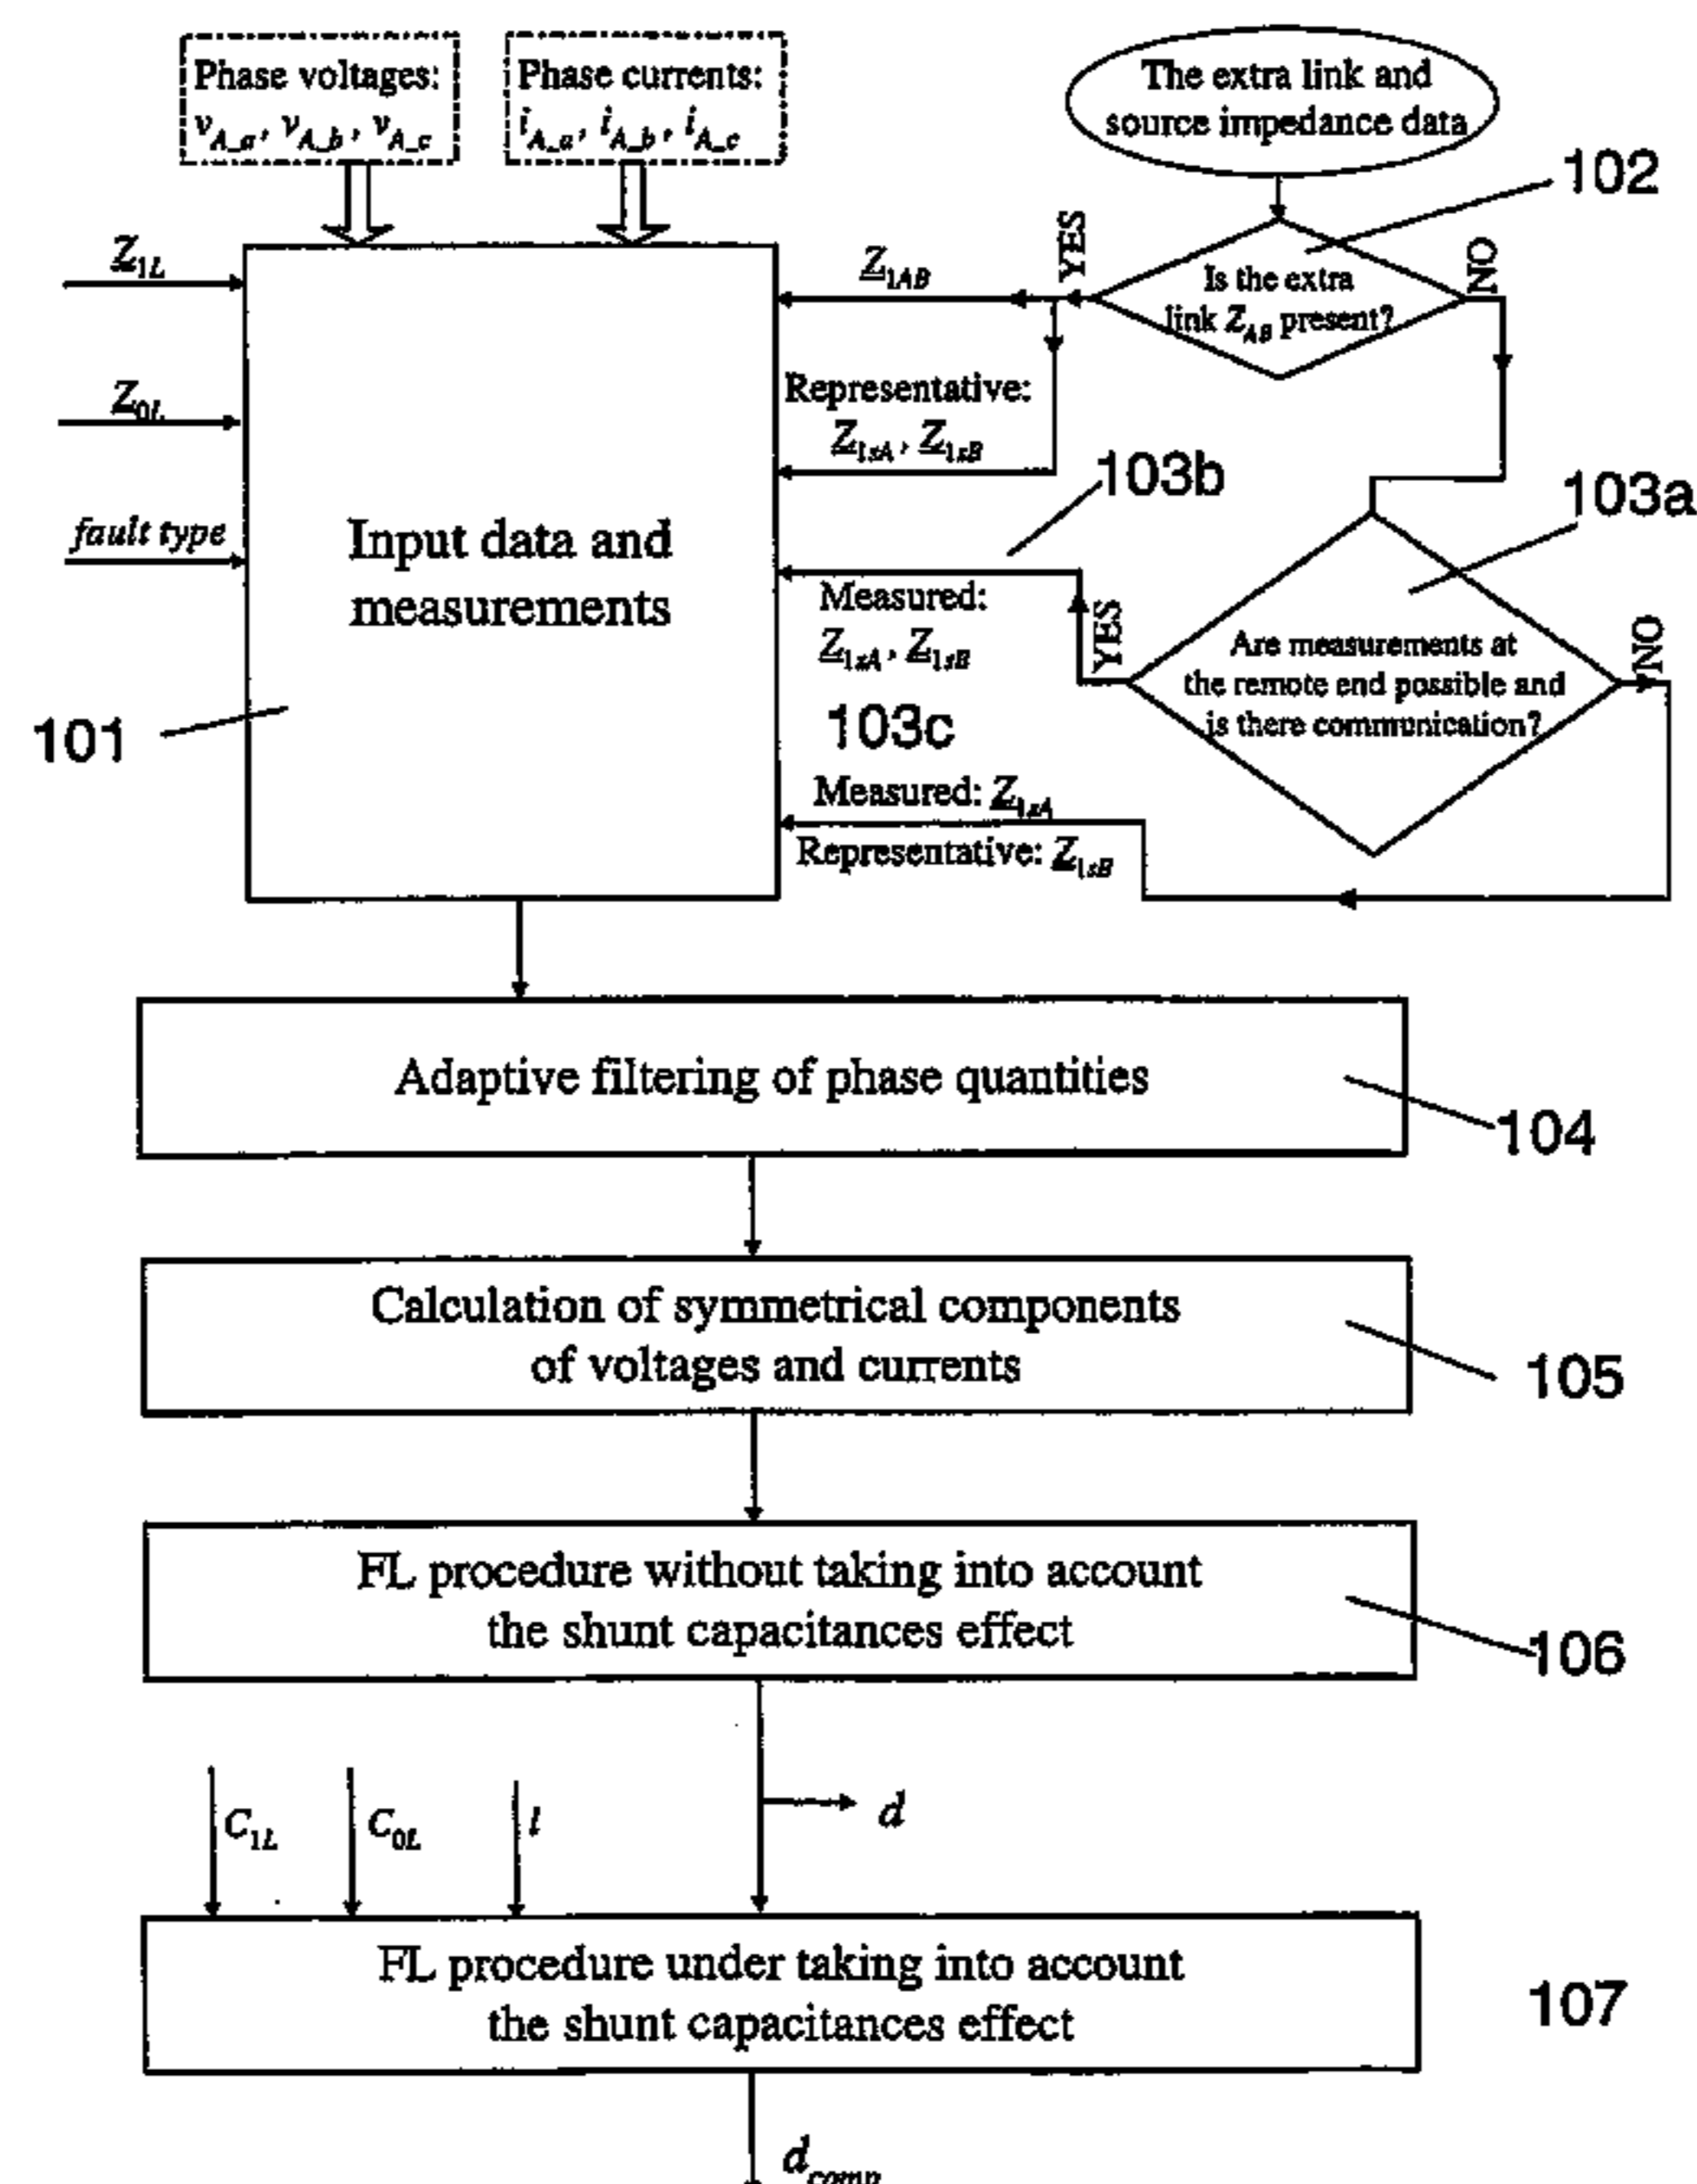 Phase voltages:
v_A_a, v_A_b, v_A_c
Phase currents:
i_A_a, i_A_b, i_A_c
The extra link and
source impedance data
102
Z_1L
Z_1AB
YES
NO
Is the extra
link Z_AB present?
Z_0L
Representative:
Z_1sA, Z_1sB
103b
103a
fault type
Input data and
measurements
Measured:
Z_1sA, Z_1sB
YES
NO
Are measurements at
the remote end possible and
is there communication?
101
103c
Measured: Z_1sA
Representative: Z_1sB
Adaptive filtering of phase quantities
104
Calculation of symmetrical components
of voltages and currents
105
FL procedure without taking into account
the shunt capacitances effect
106
C_1L
C_0L
l
d
FL procedure under taking into account
the shunt capacitances effect
107
d_comp